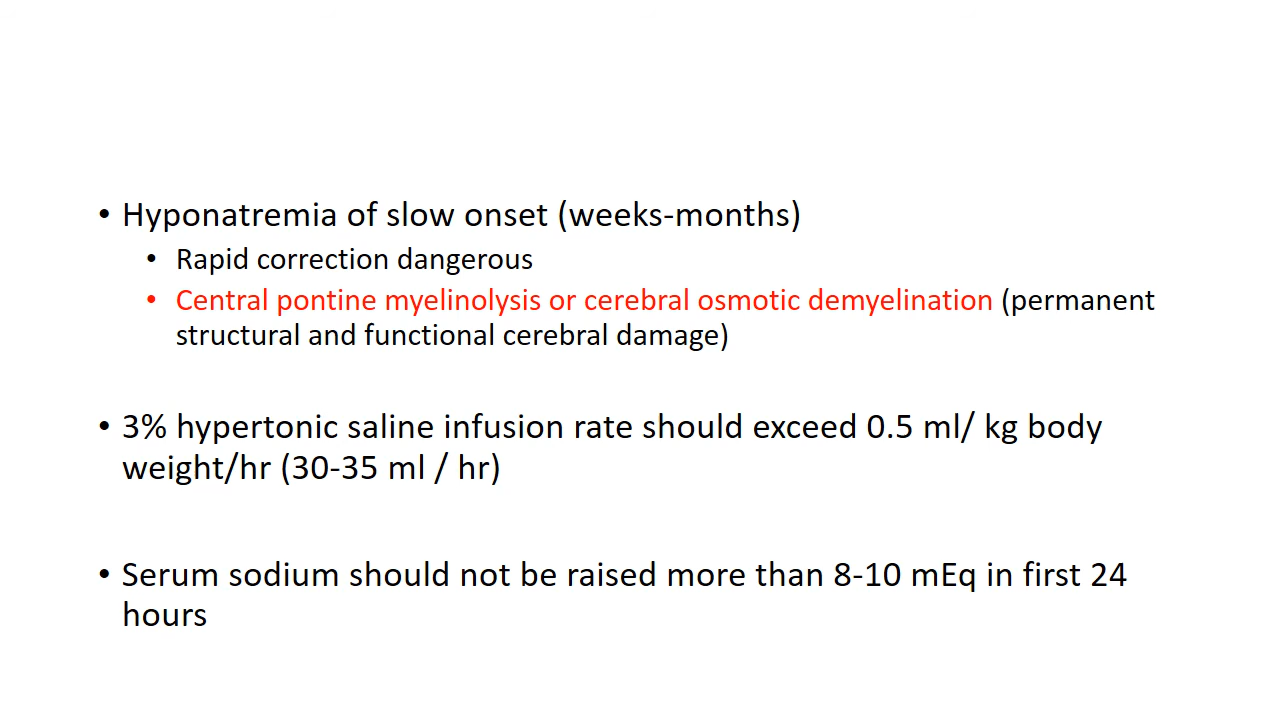 • Hyponatremia of slow onset (weeks-months)
• Rapid correction dangerous
• Central pontine myelinolysis or cerebral osmotic demyelination (permanent
structural and functional cerebral damage)
• 3% hypertonic saline infusion rate should exceed 0.5 ml/ kg body
weight/hr (30-35 ml / hr)
• Serum sodium should not be raised more than 8-10 mEq in first 24
hours